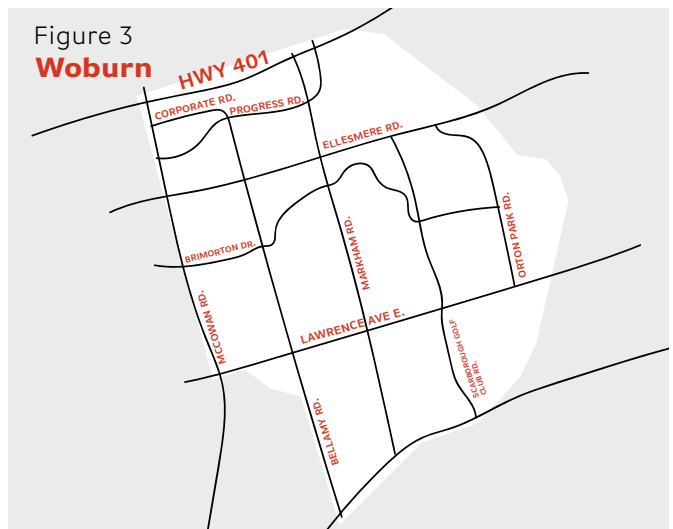 Figure 3
Woburn
HWY 401
CORPORATE RD.
PROGRESS RD.
ELLESMERE RD.
BRIMORTON DR.
MARKHAM RD.
ORTON PARK RD.
MCCOWAN RD.
LAWRENCE AVE E.
SCARBOROUGH GOLF
CLUB RD.
BELLAMY RD.